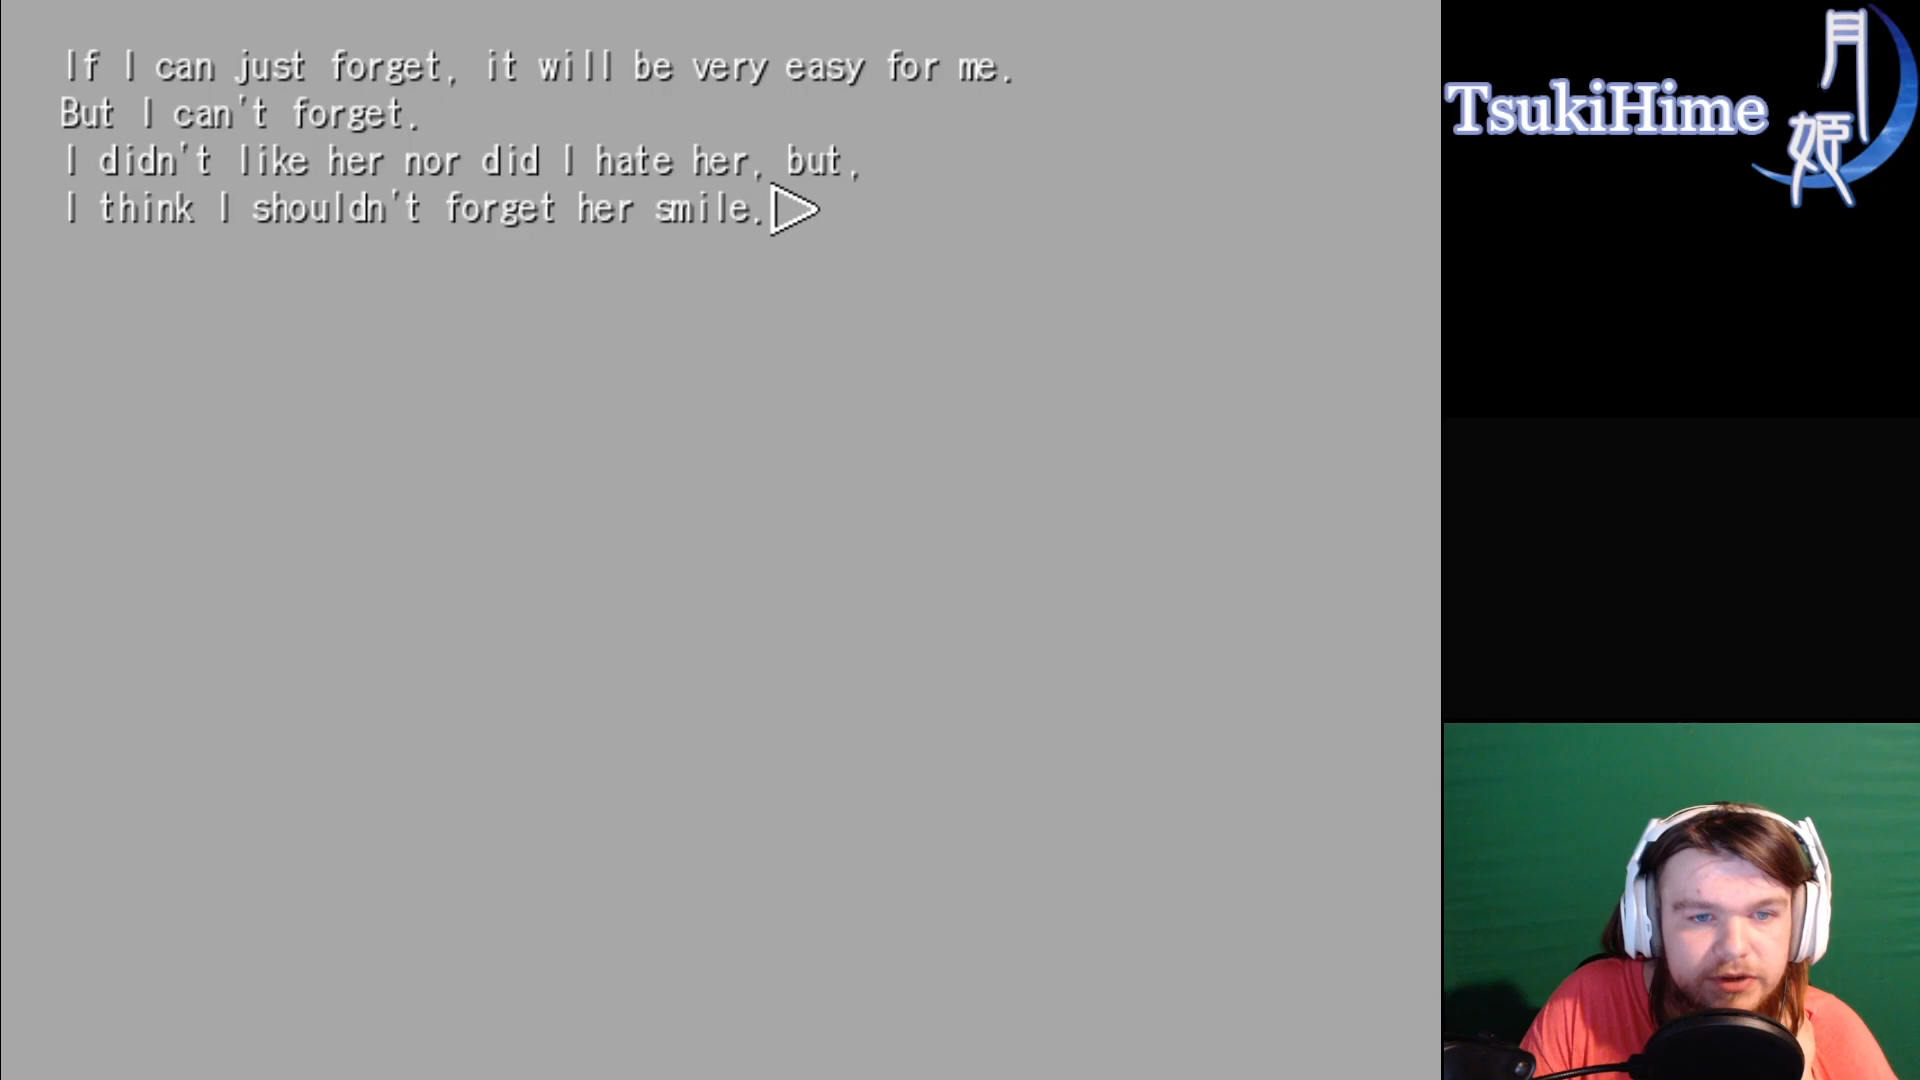 If I can just forget, it will be very easy for me.
But I can't forget.
I didn't like her nor did I hate her, but,
I think I shouldn't forget her smile.
TsukiHime
月姫